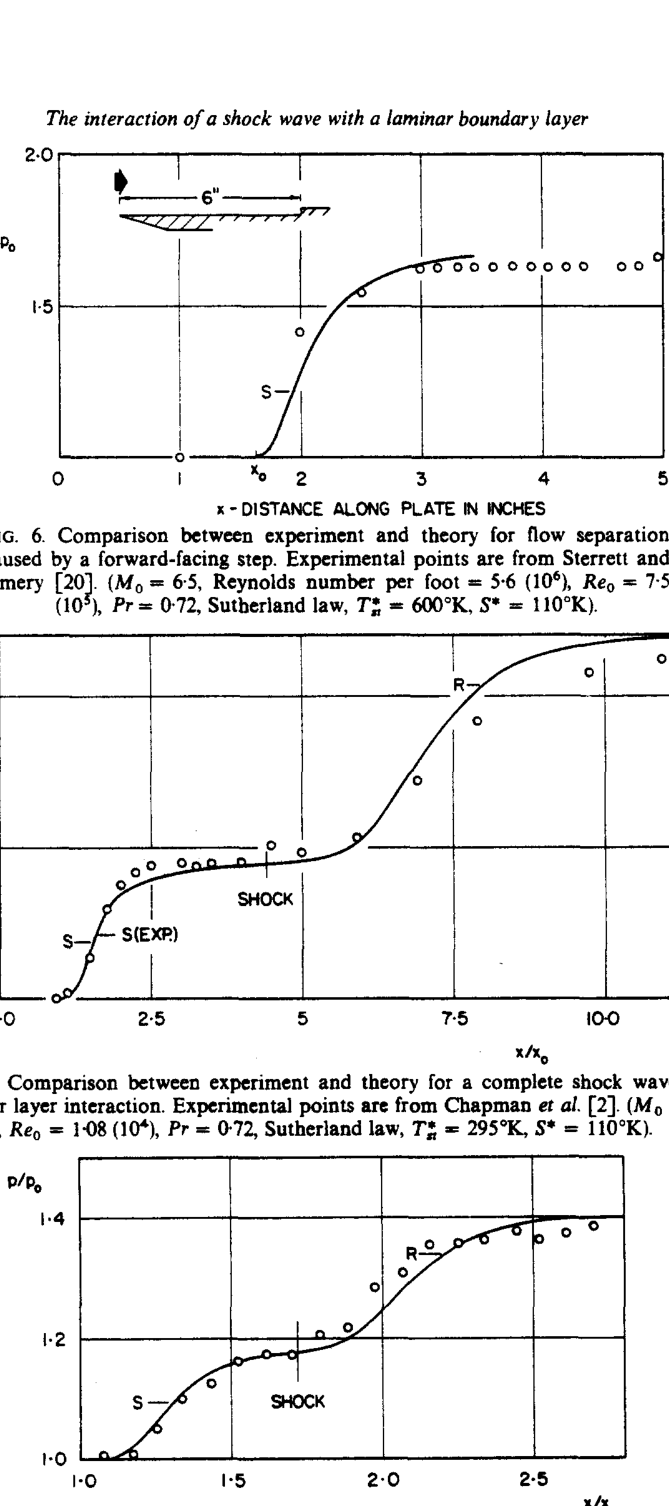 The interaction of a shock wave with a laminar boundary layer
2·0
6"
p₀
1·5
S
0 1 x₀ 2 3 4 5
x - DISTANCE ALONG PLATE IN INCHES
6. Comparison between experiment and theory for flow separation
by a forward-facing step. Experimental points are from Sterrett and
[20]. (M₀ = 6·5, Reynolds number per foot = 5·6 (10⁶), Re₀ = 7·5
(10⁵), Pr = 0·72, Sutherland law, T*ₛₜ = 600°K, S* = 110°K).
R
SHOCK
S S(EXP.)
·0 2·5 5 7·5 10·0
x/x₀
Comparison between experiment and theory for a complete shock
layer interaction. Experimental points are from Chapman et al. [2]. (M₀
, Re₀ = 1·08 (10⁴), Pr = 0·72, Sutherland law, T*ₛₜ = 295°K, S* = 110°K).
p/p₀
1·4
R
1·2
S SHOCK
1·0
1·0 1·5 2·0 2·5